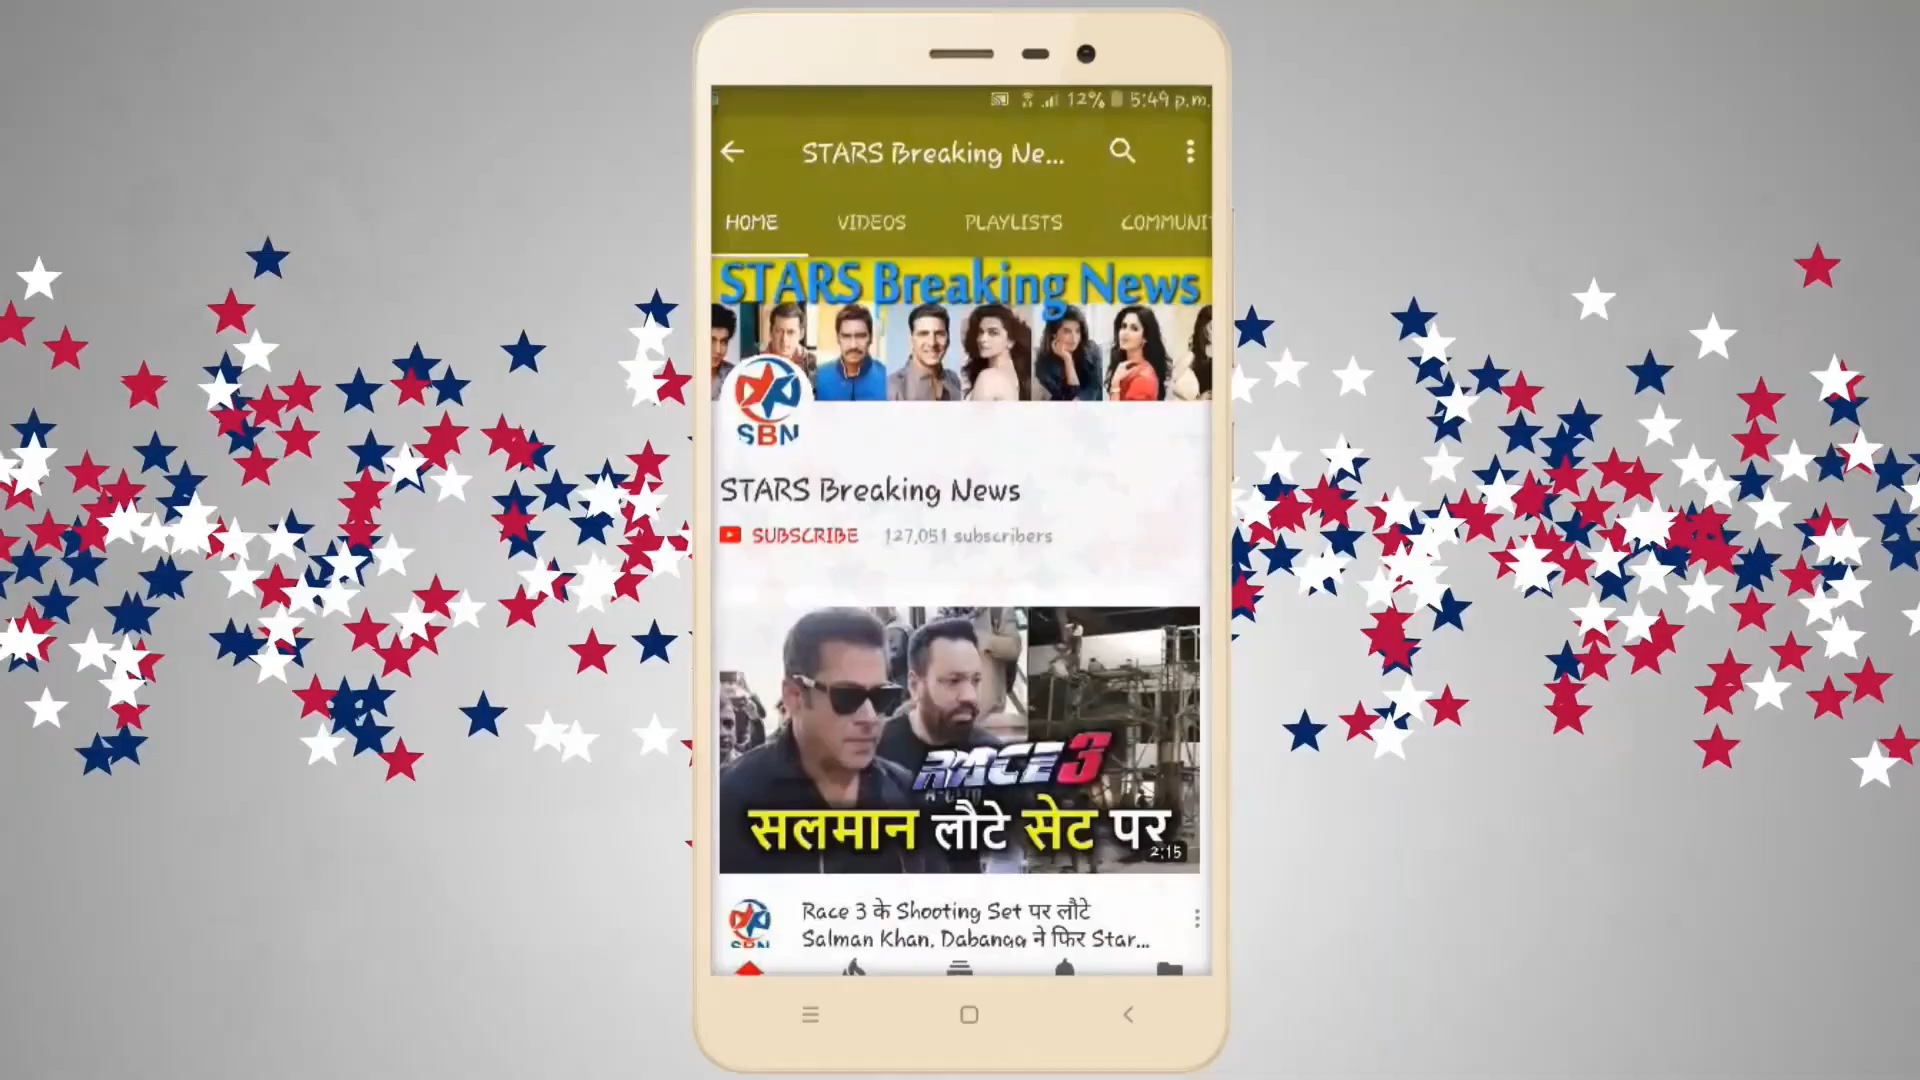 12% 5:49 p.m.
STARS Breaking Ne...
HOME VIDEOS PLAYLISTS COMMUNI
STARS Breaking News
SBN
STARS Breaking News
SUBSCRIBE 127,051 subscribers
RACE 3
सलमान लौटे सेट पर
2:15
Race 3 के Shooting Set पर लौटे
Salman Khan, Dabangg ने फिर Star...
SBN